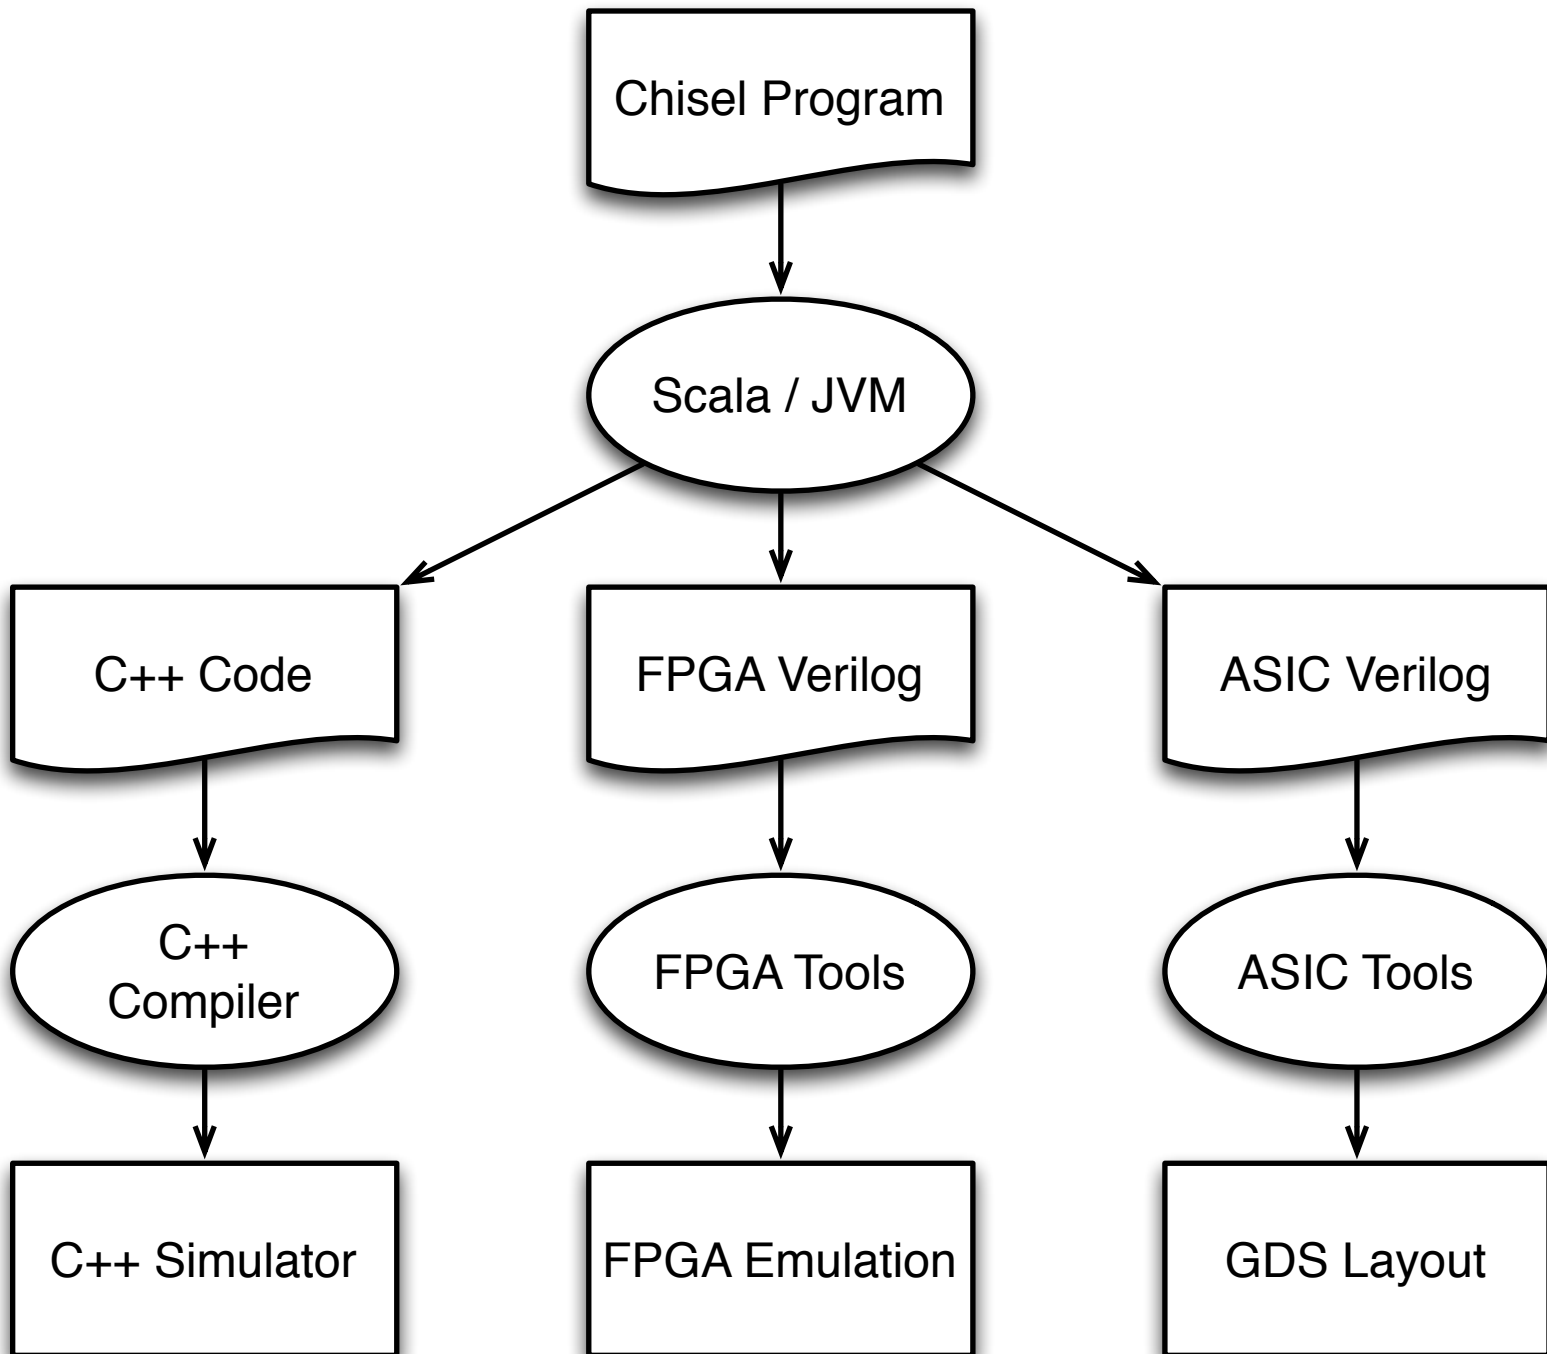 Chisel Program
Scala / JVM
C++ Code
FPGA Verilog
ASIC Verilog
C++
Compiler
FPGA Tools
ASIC Tools
C++ Simulator
FPGA Emulation
GDS Layout